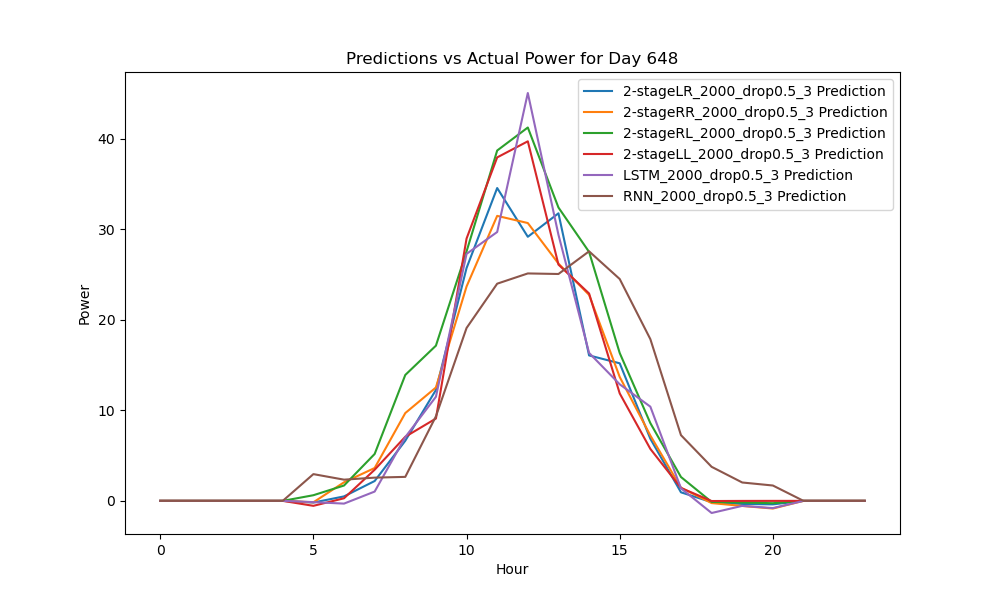 Predictions vs Actual Power for Day 648
2-stageLR_2000_drop0.5_3 Prediction
2-stageRR_2000_drop0.5_3 Prediction
2-stageRL_2000_drop0.5_3 Prediction
2-stageLL_2000_drop0.5_3 Prediction
LSTM_2000_drop0.5_3 Prediction
RNN_2000_drop0.5_3 Prediction
40
30
20
10
0
Power
0 5 10 15 20
Hour